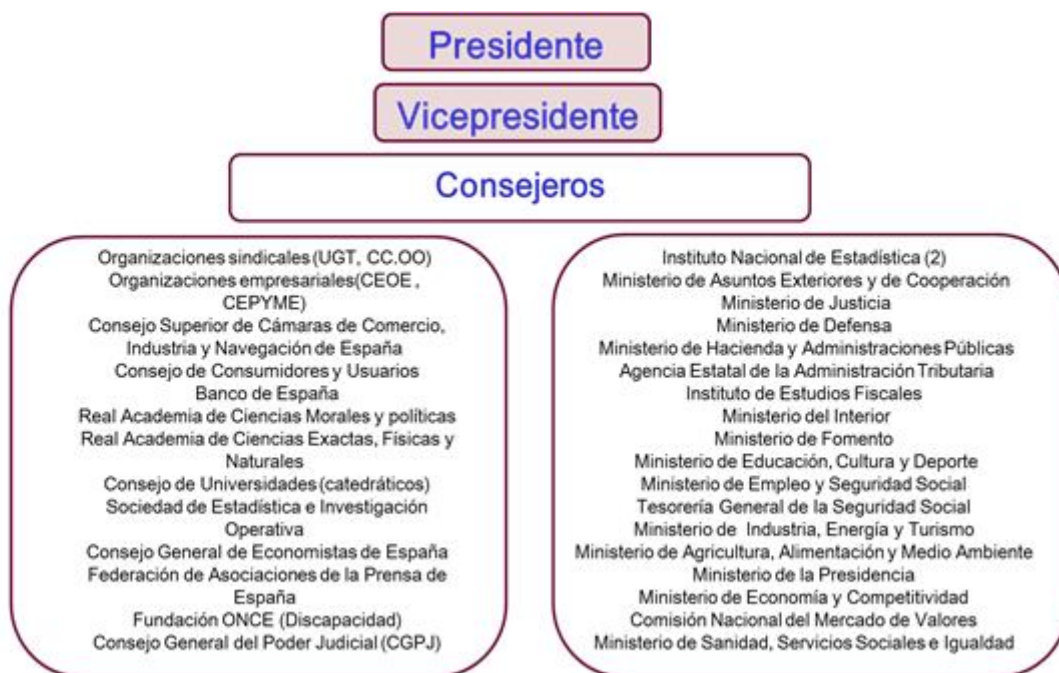 Presidente
Vicepresidente
Consejeros
Organizaciones sindicales (UGT, CC.OO)
Organizaciones empresariales(CEOE ,
CEPYME)
Consejo Superior de Cámaras de Comercio,
Industria y Navegación de España
Consejo de Consumidores y Usuarios
Banco de España
Real Academia de Ciencias Morales y políticas
Real Academia de Ciencias Exactas, Físicas y
Naturales
Consejo de Universidades (catedráticos)
Sociedad de Estadística e Investigación
Operativa
Consejo General de Economistas de España
Federación de Asociaciones de la Prensa de
España
Fundación ONCE (Discapacidad)
Consejo General del Poder Judicial (CGPJ)
Instituto Nacional de Estadística (2)
Ministerio de Asuntos Exteriores y de Cooperación
Ministerio de Justicia
Ministerio de Defensa
Ministerio de Hacienda y Administraciones Públicas
Agencia Estatal de la Administración Tributaria
Instituto de Estudios Fiscales
Ministerio del Interior
Ministerio de Fomento
Ministerio de Educación, Cultura y Deporte
Ministerio de Empleo y Seguridad Social
Tesorería General de la Seguridad Social
Ministerio de Industria, Energía y Turismo
Ministerio de Agricultura, Alimentación y Medio Ambiente
Ministerio de la Presidencia
Ministerio de Economía y Competitividad
Comisión Nacional del Mercado de Valores
Ministerio de Sanidad, Servicios Sociales e Igualdad